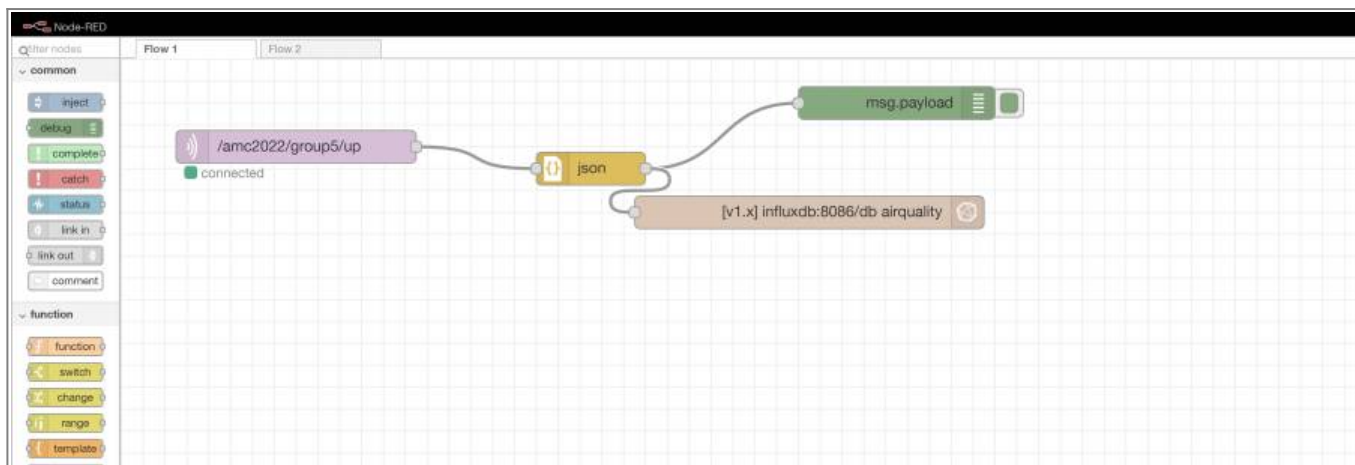 Node-RED
filter nodes
Flow 1
Flow 2
common
inject
debug
complete
catch
status
link in
link out
comment
function
function
switch
change
range
template
/amc2022/group5/up
connected
json
msg.payload
[v1.x] influxdb:8086/db airquality